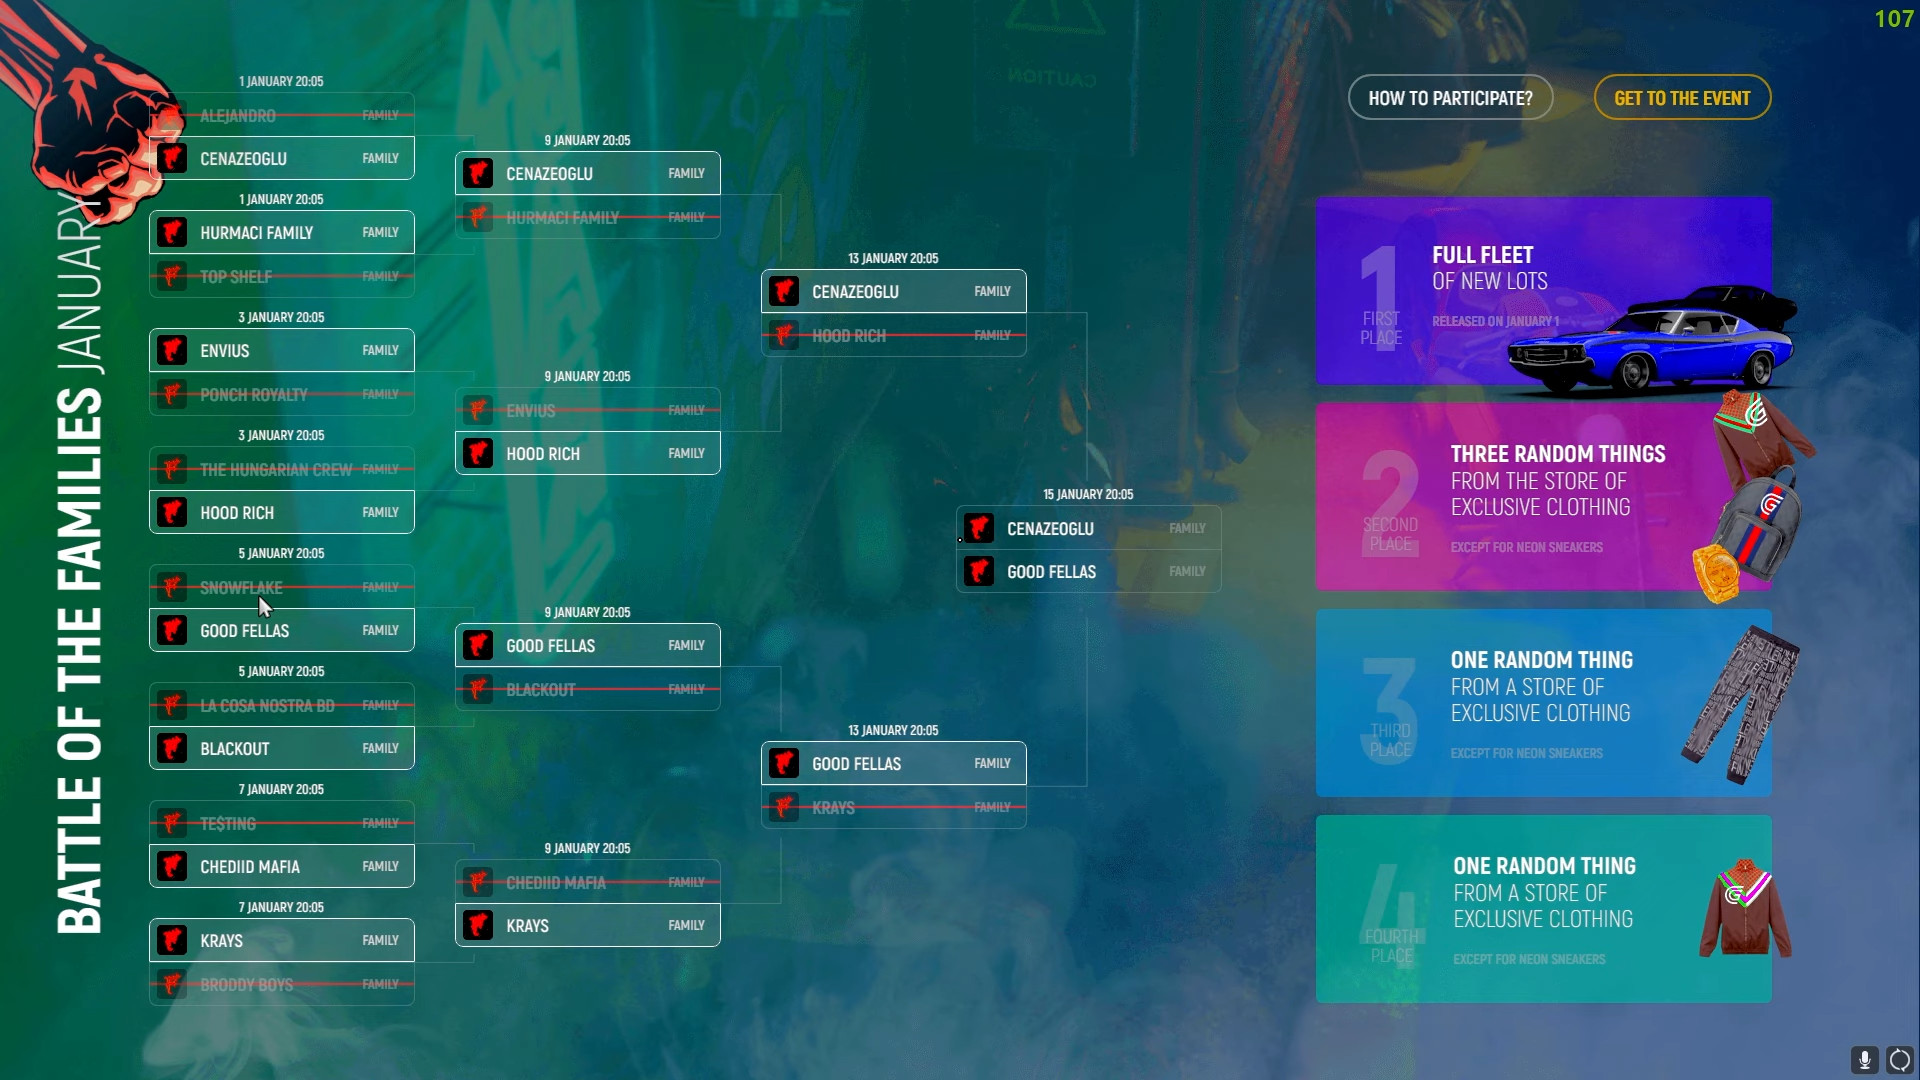 107
BATTLE OF THE FAMILIES JANUARY
HOW TO PARTICIPATE?
GET TO THE EVENT
1 JANUARY 20:05
ALEJANDRO FAMILY
CENAZEOGLU FAMILY
1 JANUARY 20:05
HURMACI FAMILY FAMILY
TOP SHELF FAMILY
3 JANUARY 20:05
ENVIUS FAMILY
PONCH ROYALTY FAMILY
3 JANUARY 20:05
THE HUNGARIAN CREW FAMILY
HOOD RICH FAMILY
5 JANUARY 20:05
SNOWFLAKE FAMILY
GOOD FELLAS FAMILY
5 JANUARY 20:05
LA COSA NOSTRA BD FAMILY
BLACKOUT FAMILY
7 JANUARY 20:05
TE$TING FAMILY
CHEDIID MAFIA FAMILY
7 JANUARY 20:05
KRAYS FAMILY
BRODDY BOYS FAMILY
9 JANUARY 20:05
CENAZEOGLU FAMILY
HURMACI FAMILY FAMILY
9 JANUARY 20:05
ENVIUS FAMILY
HOOD RICH FAMILY
9 JANUARY 20:05
GOOD FELLAS FAMILY
BLACKOUT FAMILY
9 JANUARY 20:05
CHEDIID MAFIA FAMILY
KRAYS FAMILY
13 JANUARY 20:05
CENAZEOGLU FAMILY
HOOD RICH FAMILY
13 JANUARY 20:05
GOOD FELLAS FAMILY
KRAYS FAMILY
15 JANUARY 20:05
CENAZEOGLU FAMILY
GOOD FELLAS FAMILY
CAUTION
1
FIRST
PLACE
FULL FLEET
OF NEW LOTS
RELEASED ON JANUARY 1
2
SECOND
PLACE
THREE RANDOM THINGS
FROM THE STORE OF
EXCLUSIVE CLOTHING
EXCEPT FOR NEON SNEAKERS
3
THIRD
PLACE
ONE RANDOM THING
FROM A STORE OF
EXCLUSIVE CLOTHING
EXCEPT FOR NEON SNEAKERS
4
FOURTH
PLACE
ONE RANDOM THING
FROM A STORE OF
EXCLUSIVE CLOTHING
EXCEPT FOR NEON SNEAKERS